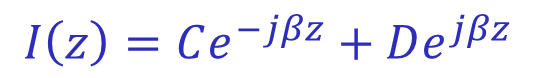 I(z) = Ce^{-jβz} + De^{jβz}